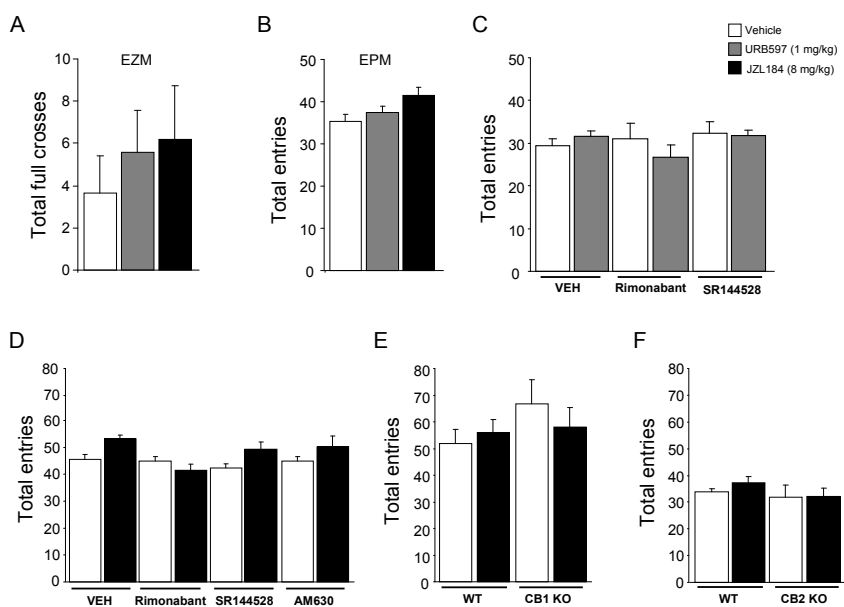 A
EZM
Total full crosses
10
8
6
4
2
0
B
EPM
Total entries
50
40
30
20
10
0
C
Vehicle
URB597 (1 mg/kg)
JZL184 (8 mg/kg)
Total entries
50
40
30
20
10
0
VEH Rimonabant SR144528
D
Total entries
80
70
60
50
40
30
20
10
0
VEH Rimonabant SR144528 AM630
E
Total entries
80
70
60
50
40
30
20
10
0
WT CB1 KO
F
Total entries
80
70
60
50
40
30
20
10
0
WT CB2 KO